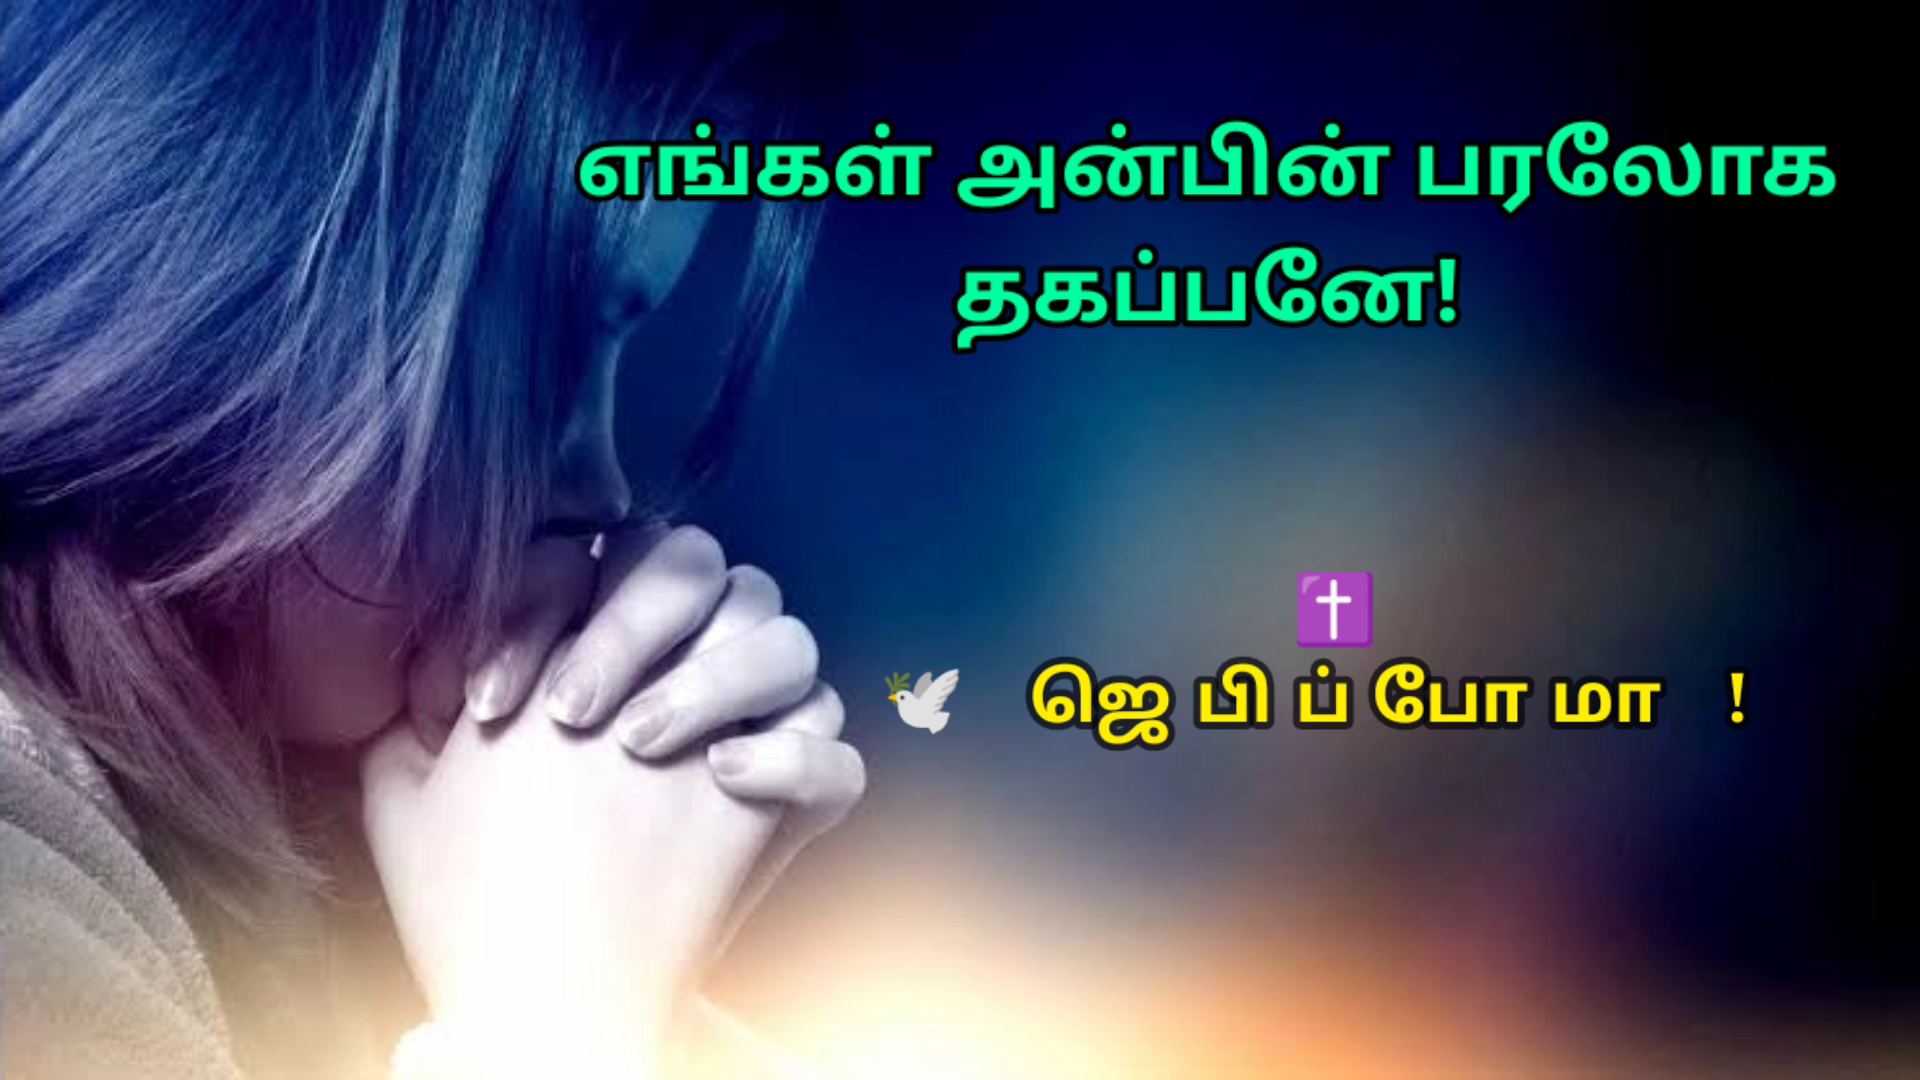 எங்கள் அன்பின் பரலோக
தகப்பனே!
✝️
🕊️ ஜெ பி ப் போ மா !